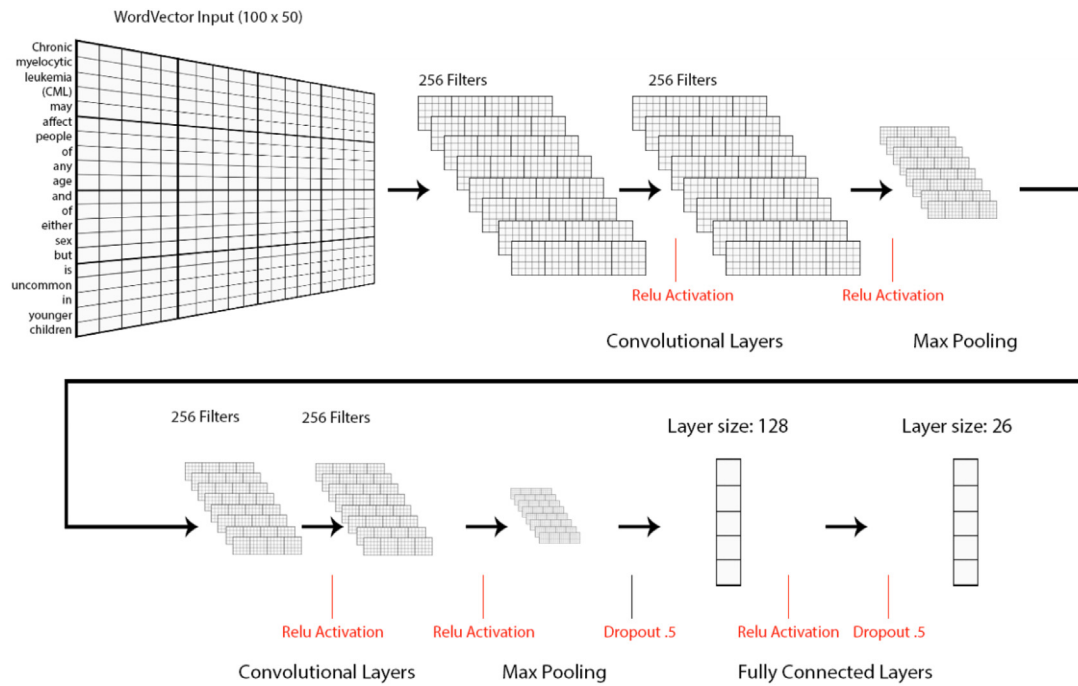 WordVector Input (100 x 50)
Chronic
myelocytic
leukemia
(CML)
may
affect
people
of
any
age
and
of
either
sex
but
is
uncommon
in
younger
children
256 Filters
256 Filters
Relu Activation
Relu Activation
Convolutional Layers
Max Pooling
256 Filters
256 Filters
Layer size: 128
Layer size: 26
Relu Activation
Relu Activation
Dropout .5
Relu Activation
Dropout .5
Convolutional Layers
Max Pooling
Fully Connected Layers